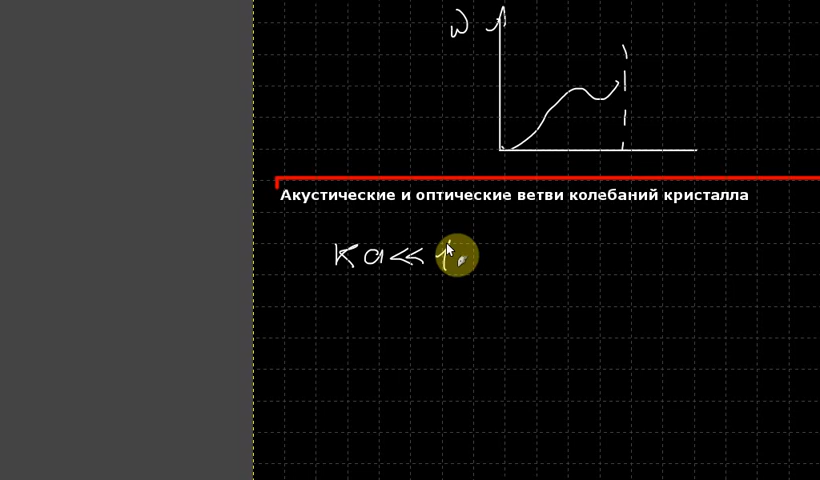 ω
Акустические и оптические ветви колебаний кристалла
Ka << 1